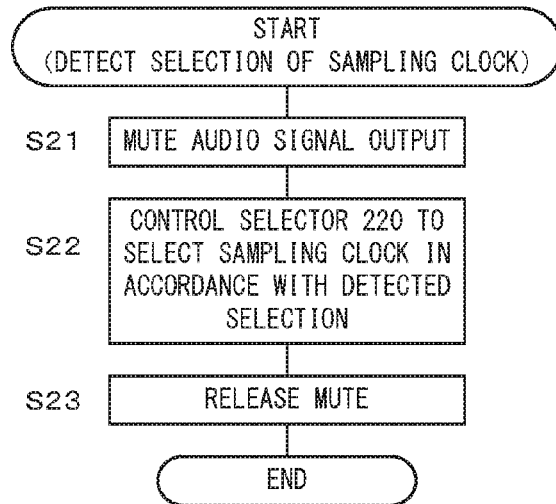 START
(DETECT SELECTION OF SAMPLING CLOCK)
S21
MUTE AUDIO SIGNAL OUTPUT
S22
CONTROL SELECTOR 220 TO
SELECT SAMPLING CLOCK IN
ACCORDANCE WITH DETECTED
SELECTION
S23
RELEASE MUTE
END